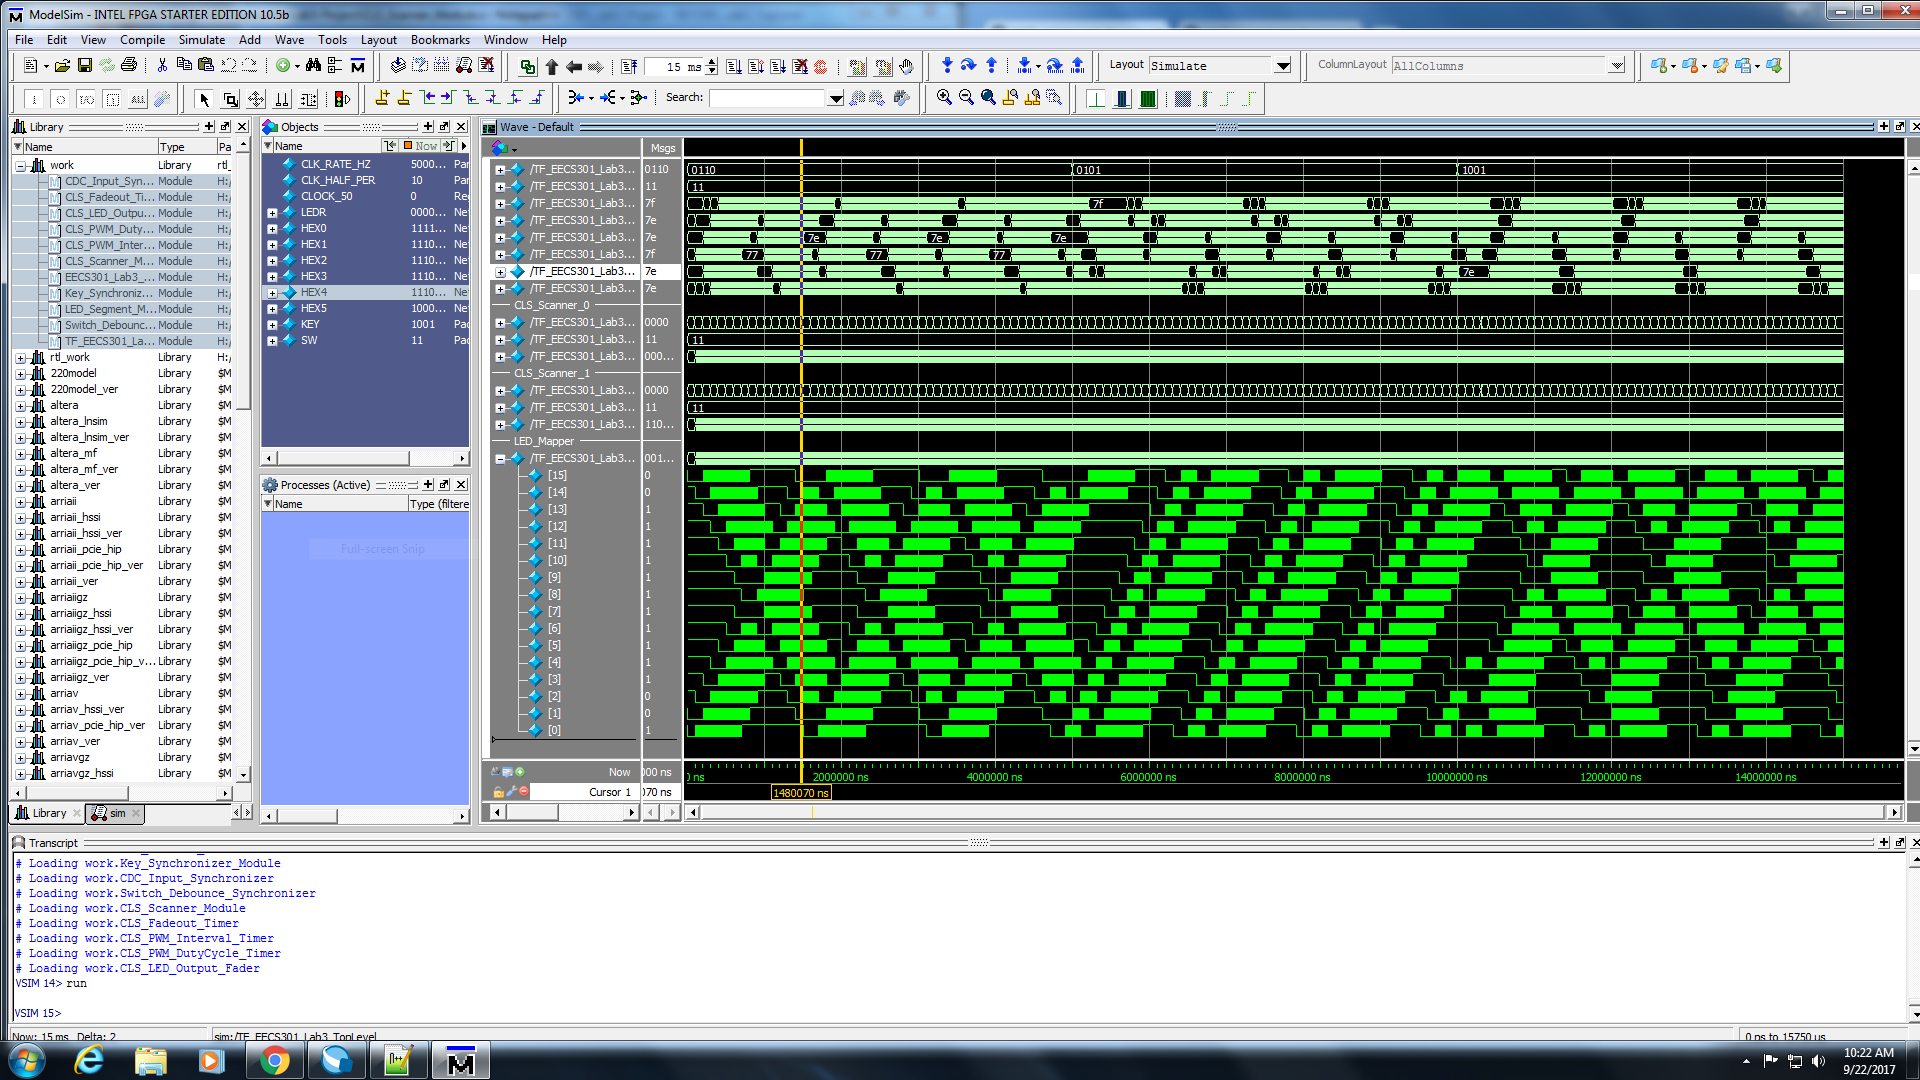 ModelSim - INTEL FPGA STARTER EDITION 10.5b
File Edit View Compile Simulate Add Wave Tools Layout Bookmarks Window Help
15 ms
Layout Simulate
ColumnLayout AllColumns
Search:
Library
Name Type Pa
work Library rtl_
CDC_Input_Syn... Module H:/
CLS_Fadeout_Ti... Module H:/
CLS_LED_Outpu... Module H:/
CLS_PWM_Duty... Module H:/
CLS_PWM_Inter... Module H:/
CLS_Scanner_M... Module H:/
EECS301_Lab3_... Module H:/
Key_Synchroniz... Module H:/
LED_Segment_M... Module H:/
Switch_Debounc... Module H:/
TF_EECS301_La... Module H:/
rtl_work Library H:/
220model Library $M
220model_ver Library $M
altera Library $M
altera_lnsim Library $M
altera_lnsim_ver Library $M
altera_mf Library $M
altera_mf_ver Library $M
altera_ver Library $M
arriaii Library $M
arriaii_hssi Library $M
arriaii_hssi_ver Library $M
arriaii_pcie_hip Library $M
arriaii_pcie_hip_ver Library $M
arriaii_ver Library $M
arriaiigz Library $M
arriaiigz_hssi Library $M
arriaiigz_hssi_ver Library $M
arriaiigz_pcie_hip Library $M
arriaiigz_pcie_hip_v... Library $M
arriaiigz_ver Library $M
arriav Library $M
arriav_hssi_ver Library $M
arriav_pcie_hip_ver Library $M
arriav_ver Library $M
arriavgz Library $M
arriavgz_hssi Library $M
Library sim
Objects
Name Now
CLK_RATE_HZ 5000... Par
CLK_HALF_PER 10 Par
CLOCK_50 0 Re
LEDR 0000... Ne
HEX0 1111... Ne
HEX1 1110... Ne
HEX2 1110... Ne
HEX3 1110... Ne
HEX4 1110... Ne
HEX5 1000... Ne
KEY 1001 Pac
SW 11 Pac
Processes (Active)
Name Type (filtere
Full-screen Snip
Wave - Default
Msgs
/TF_EECS301_Lab3... 0110 0110 0101 1001
/TF_EECS301_Lab3... 11 11
/TF_EECS301_Lab3... 7f 7f
/TF_EECS301_Lab3... 7e
/TF_EECS301_Lab3... 7e 7e 7e 7e
/TF_EECS301_Lab3... 7f 77 77 77
/TF_EECS301_Lab3... 7e 7e
/TF_EECS301_Lab3... 7e
CLS_Scanner_0
/TF_EECS301_Lab3... 0000
/TF_EECS301_Lab3... 11 11
/TF_EECS301_Lab3... 000...
CLS_Scanner_1
/TF_EECS301_Lab3... 0000
/TF_EECS301_Lab3... 11 11
/TF_EECS301_Lab3... 110...
LED_Mapper
/TF_EECS301_Lab3... 001...
[15] 0
[14] 0
[13] 1
[12] 1
[11] 1
[10] 1
[9] 1
[8] 1
[7] 1
[6] 1
[5] 1
[4] 1
[3] 1
[2] 0
[1] 0
[0] 1
Now 000 ns ns 2000000 ns 4000000 ns 6000000 ns 8000000 ns 10000000 ns 12000000 ns 14000000 ns
Cursor 1 070 ns 1480070 ns
Transcript
# Loading work.Key_Synchronizer_Module
# Loading work.CDC_Input_Synchronizer
# Loading work.Switch_Debounce_Synchronizer
# Loading work.CLS_Scanner_Module
# Loading work.CLS_Fadeout_Timer
# Loading work.CLS_PWM_Interval_Timer
# Loading work.CLS_PWM_DutyCycle_Timer
# Loading work.CLS_LED_Output_Fader
VSIM 14> run
VSIM 15>
Now: 15 ms Delta: 2 sim:/TF_EECS301_Lab3_TopLevel 0 ns to 15750 us
10:22 AM
9/22/2017